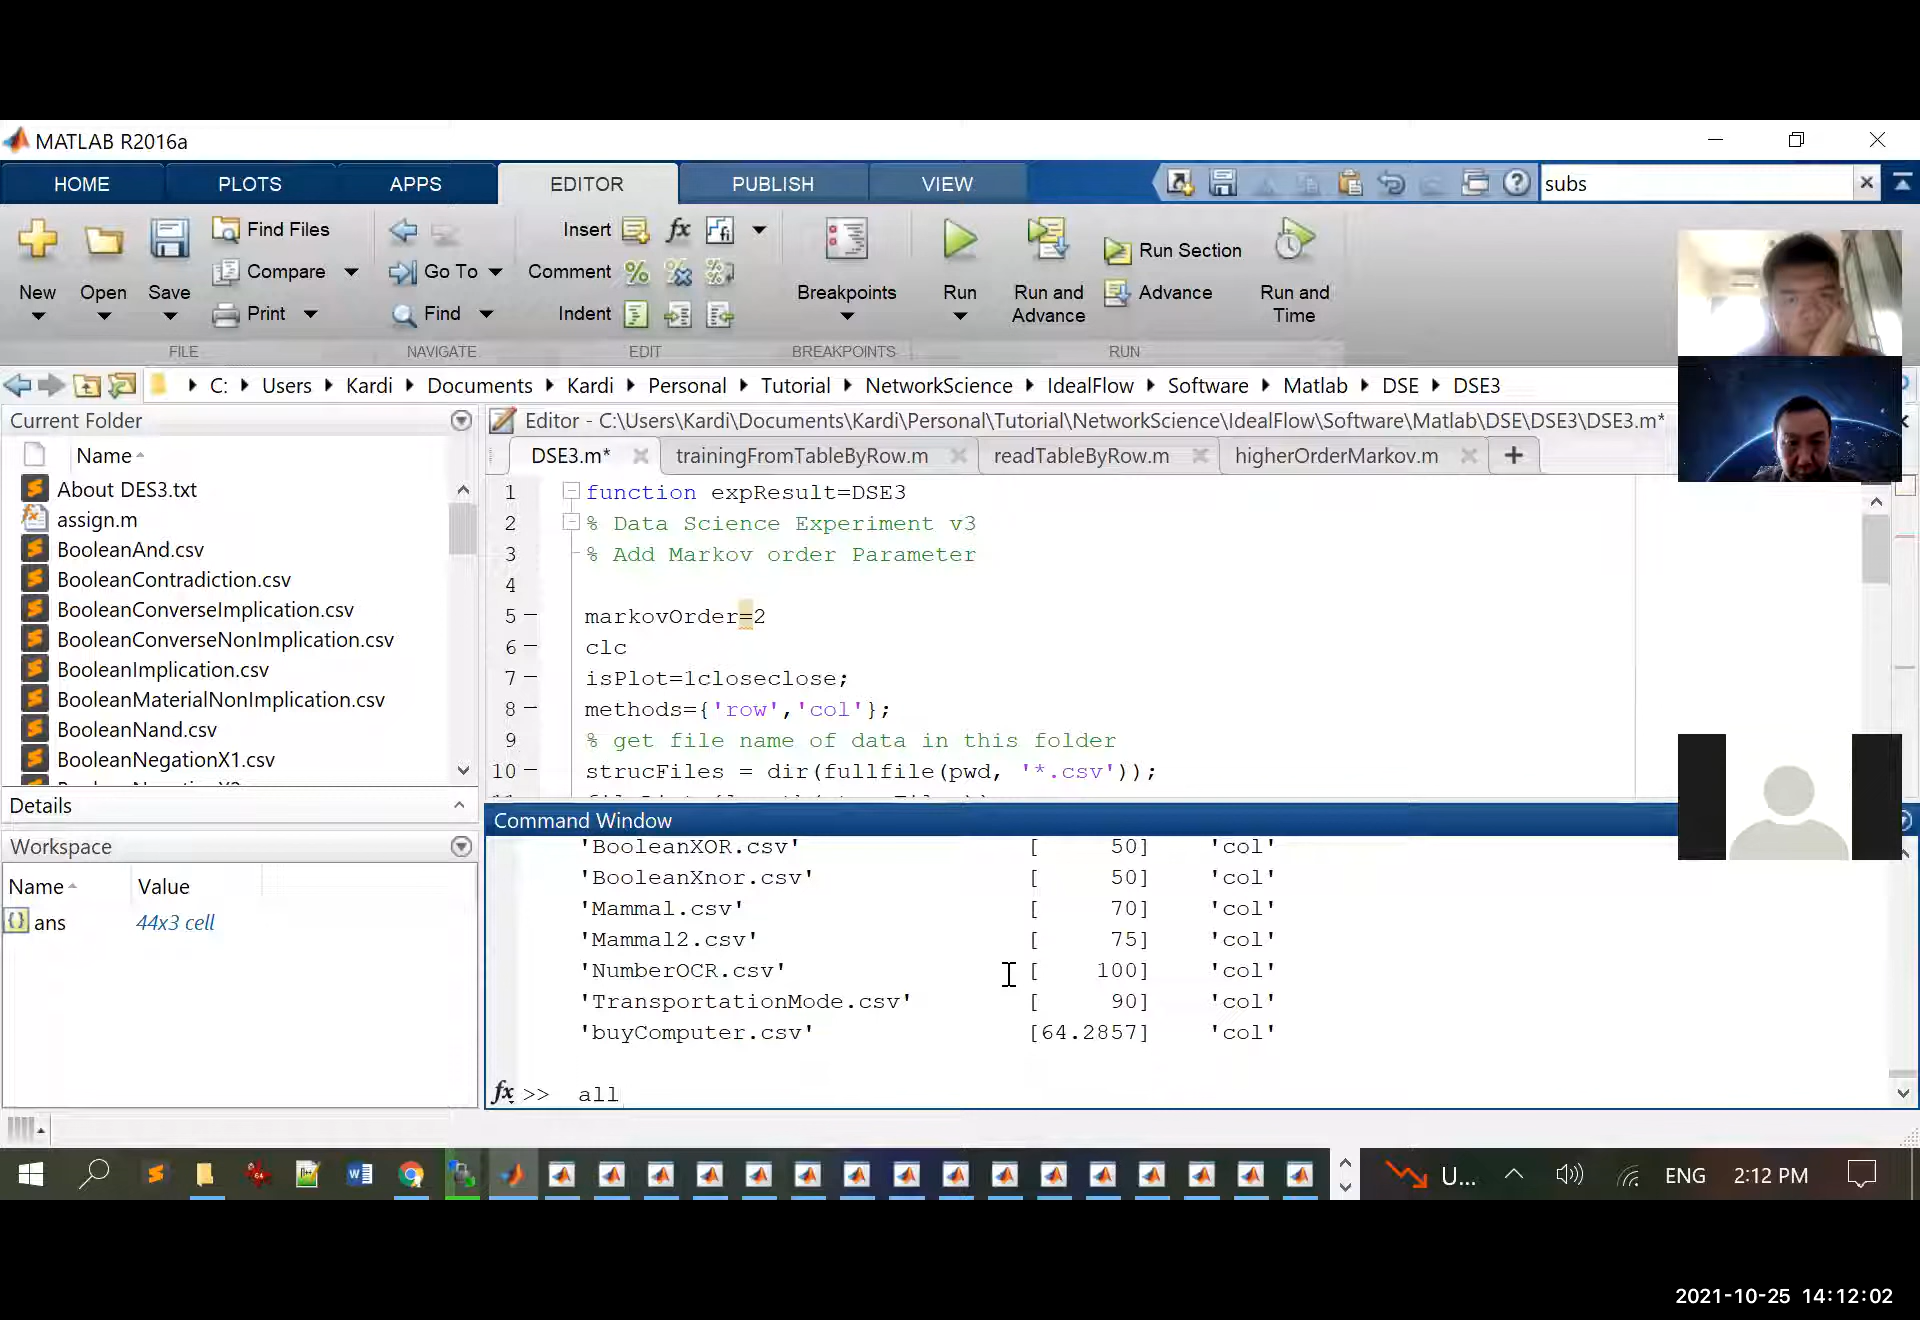 MATLAB R2016a
HOME PLOTS APPS EDITOR PUBLISH VIEW subs
New Open Save Find Files Compare Print Go To Find Insert Comment Indent fx Breakpoints Run Run and Advance Run Section Advance Run and Time
FILE NAVIGATE EDIT BREAKPOINTS RUN
C: Users Kardi Documents Kardi Personal Tutorial NetworkScience IdealFlow Software Matlab DSE DSE3
Current Folder
Name
About DES3.txt
assign.m
BooleanAnd.csv
BooleanContradiction.csv
BooleanConverseImplication.csv
BooleanConverseNonImplication.csv
BooleanImplication.csv
BooleanMaterialNonImplication.csv
BooleanNand.csv
BooleanNegationX1.csv
Details
Workspace
Name Value
ans 44x3 cell
Editor - C:\Users\Kardi\Documents\Kardi\Personal\Tutorial\NetworkScience\IdealFlow\Software\Matlab\DSE\DSE3\DSE3.m*
DSE3.m* trainingFromTableByRow.m readTableByRow.m higherOrderMarkov.m
1 function expResult=DSE3
2 % Data Science Experiment v3
3 % Add Markov order Parameter
4
5 markovOrder=2
6 clc
7 isPlot=1closeclose;
8 methods={'row','col'};
9 % get file name of data in this folder
10 strucFiles = dir(fullfile(pwd, '*.csv'));
Command Window
'BooleanXOR.csv' [ 50] 'col'
'BooleanXnor.csv' [ 50] 'col'
'Mammal.csv' [ 70] 'col'
'Mammal2.csv' [ 75] 'col'
'NumberOCR.csv' [ 100] 'col'
'TransportationMode.csv' [ 90] 'col'
'buyComputer.csv' [64.2857] 'col'
fx >> all
U... ENG 2:12 PM
2021-10-25 14:12:02